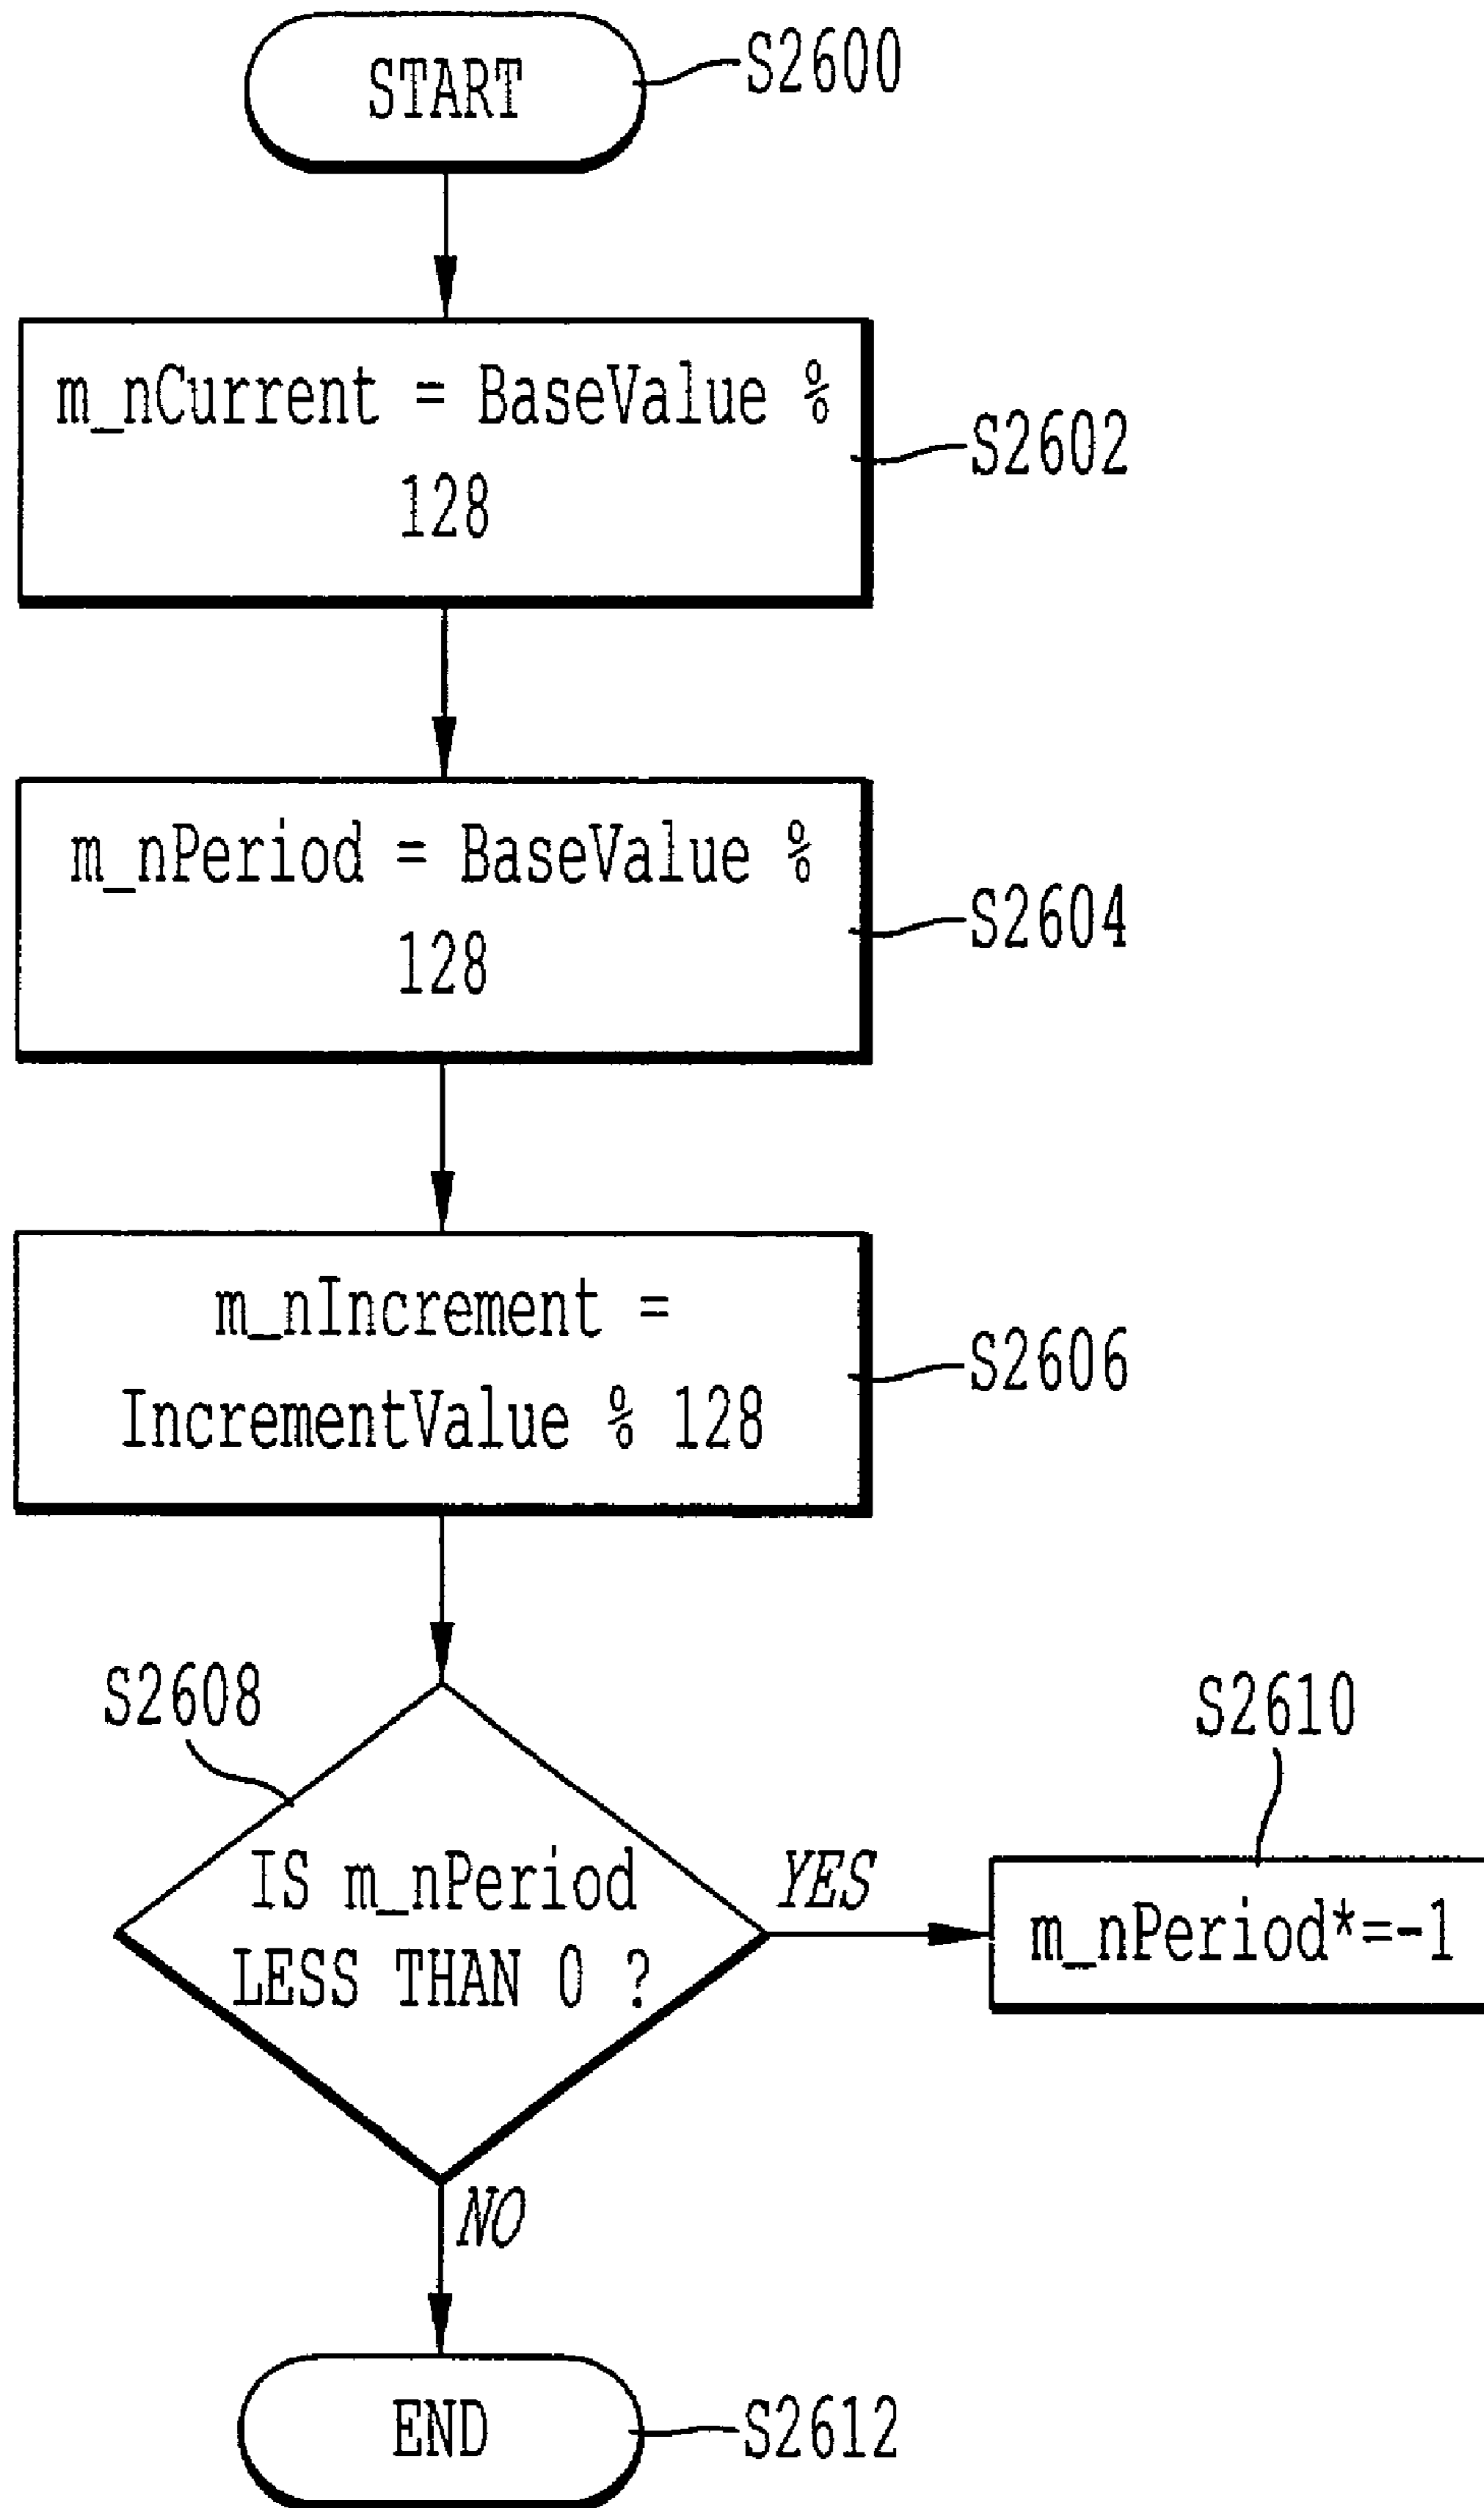 START
S2600
m_nCurrent = BaseValue %
128
S2602
m_nPeriod = BaseValue %
128
S2604
m_nIncrement =
IncrementValue % 128
S2606
S2608
IS m_nPeriod
LESS THAN 0 ?
YES
S2610
m_nPeriod*=-1
NO
END
S2612